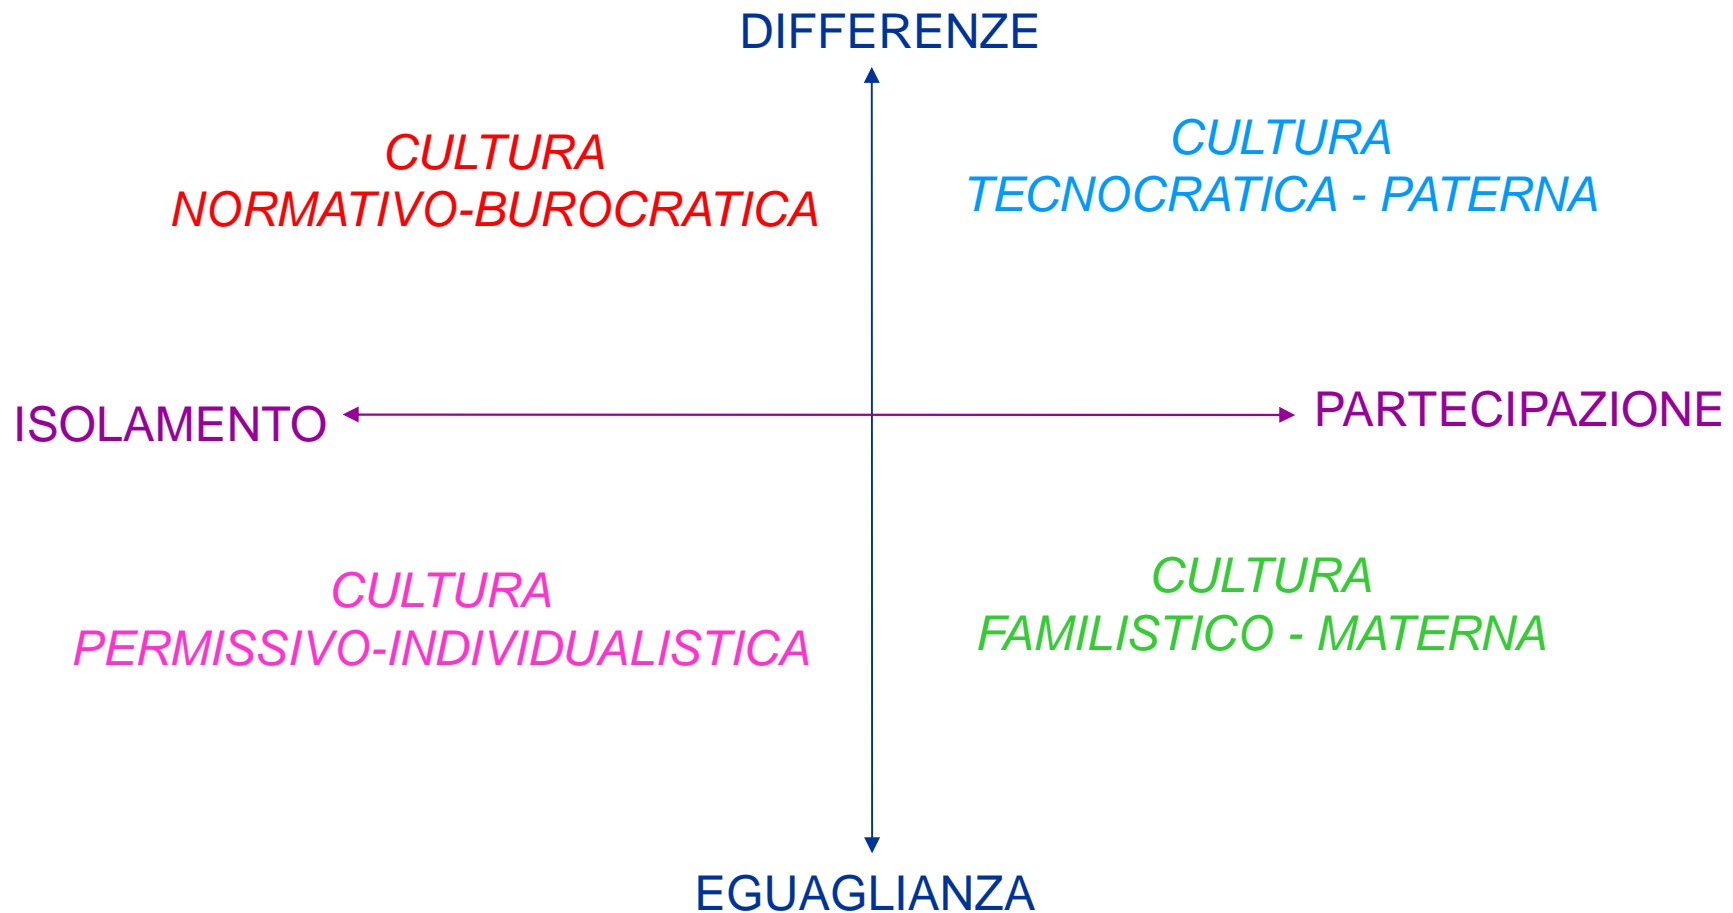 DIFFERENZE
CULTURA
NORMATIVO-BUROCRATICA
CULTURA
TECNOCRATICA - PATERNA
ISOLAMENTO
PARTECIPAZIONE
CULTURA
PERMISSIVO-INDIVIDUALISTICA
CULTURA
FAMILISTICO - MATERNA
EGUAGLIANZA